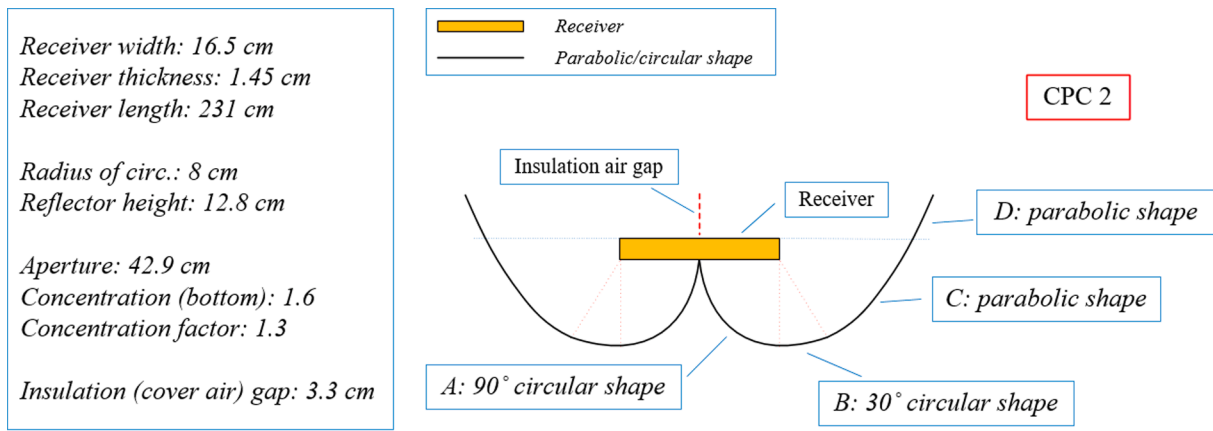 Receiver width: 16.5 cm
Receiver thickness: 1.45 cm
Receiver length: 231 cm
Radius of circ.: 8 cm
Reflector height: 12.8 cm
Aperture: 42.9 cm
Concentration (bottom): 1.6
Concentration factor: 1.3
Insulation (cover air) gap: 3.3 cm
Receiver
Parabolic/circular shape
CPC 2
Insulation air gap
Receiver
D: parabolic shape
C: parabolic shape
A: 90° circular shape
B: 30° circular shape